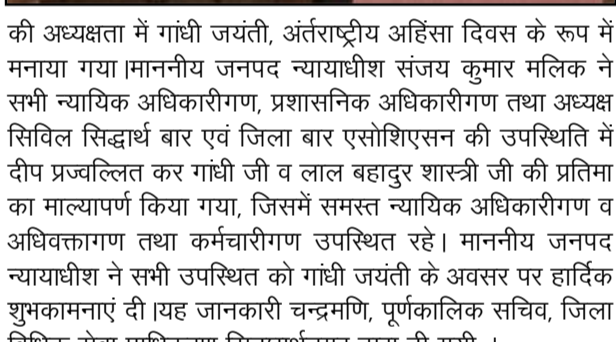 की अध्यक्षता में गांधी जयंती, अंर्तराष्ट्रीय अहिंसा दिवस के रूप में
मनाया गया।माननीय जनपद न्यायाधीश संजय कुमार मलिक ने
सभी न्यायिक अधिकारीगण, प्रशासनिक अधिकारीगण तथा अध्यक्ष
सिविल सिद्धार्थ बार एवं जिला बार एसोशिएसन की उपस्थिति में
दीप प्रज्वल्लित कर गांधी जी व लाल बहादुर शास्त्री जी की प्रतिमा
का माल्यापर्ण किया गया, जिसमें समस्त न्यायिक अधिकारीगण व
अधिवक्तागण तथा कर्मचारीगण उपस्थित रहे। माननीय जनपद
न्यायाधीश ने सभी उपस्थित को गांधी जयंती के अवसर पर हार्दिक
शुभकामनाएं दी।यह जानकारी चन्द्रमणि, पूर्णकालिक सचिव, जिला